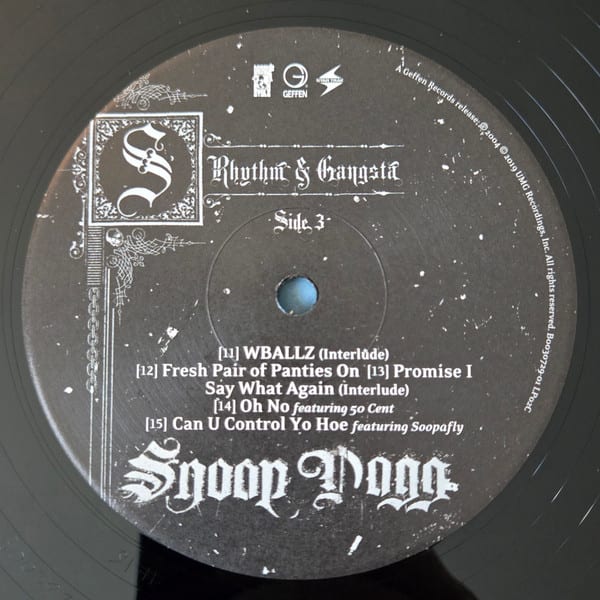 GEFFEN
A Geffen Records release; ℗ 2004 © 2019 UMG Recordings, Inc. All rights reserved. B0030729-01 LP02C
S
Rhythm & Gangsta
Side 3
[11] WBALLZ (Interlude)
[12] Fresh Pair of Panties On [13] Promise I
Say What Again (Interlude)
[14] Oh No featuring 50 Cent
[15] Can U Control Yo Hoe featuring Soopafly
Snoop Dogg